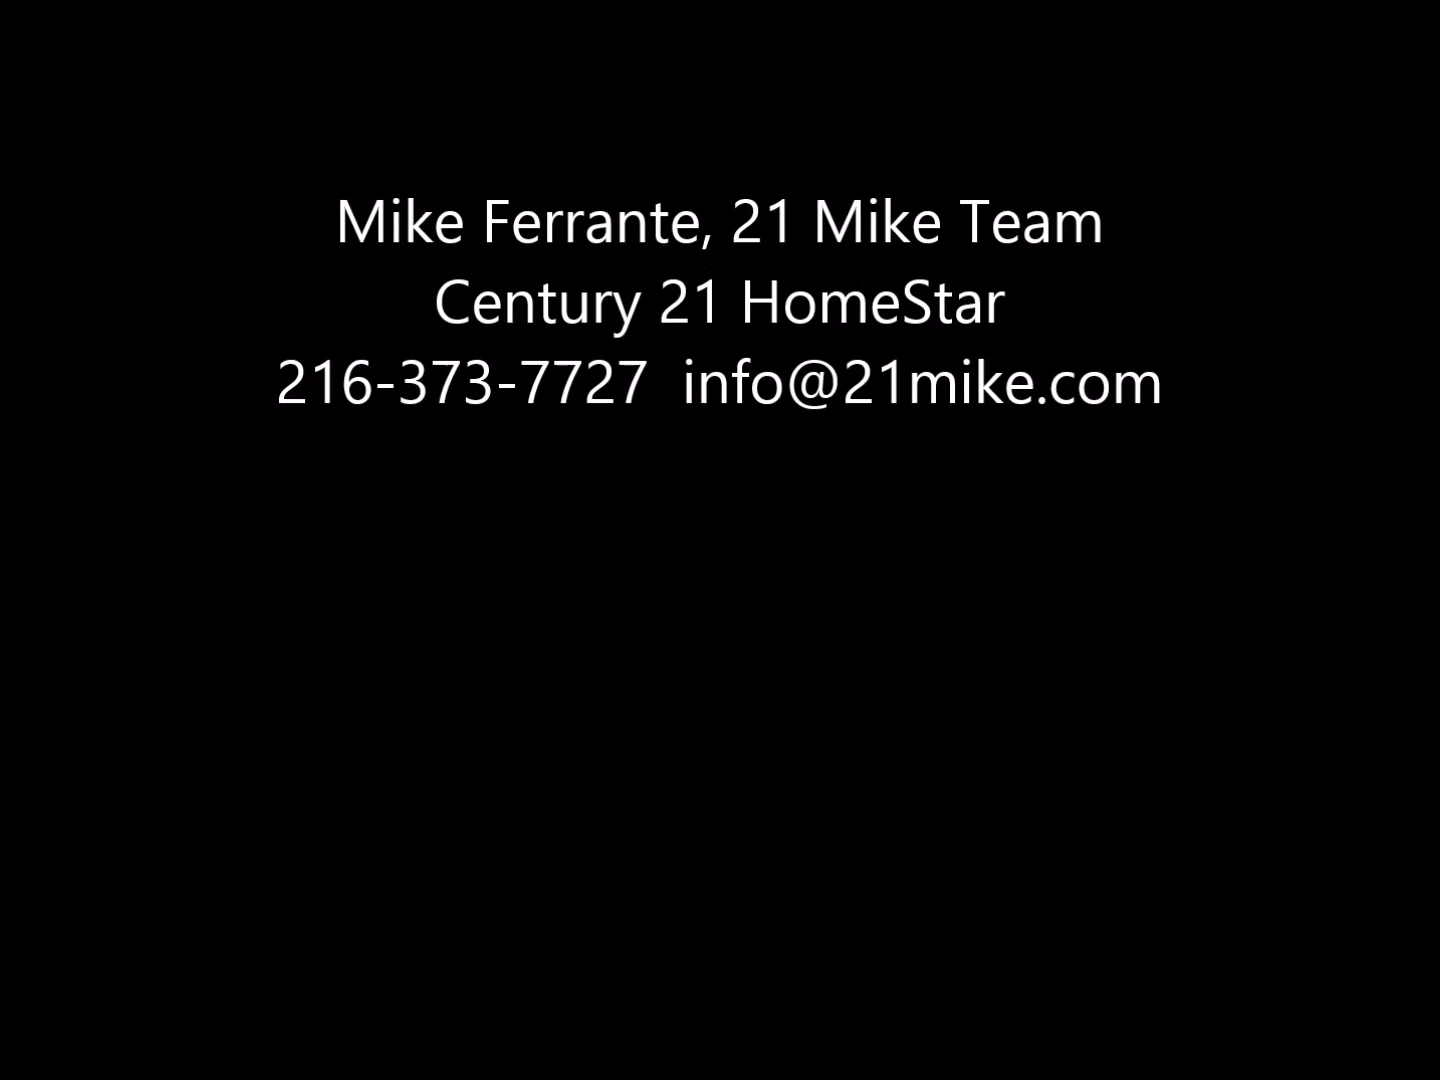 Mike Ferrante, 21 Mike Team
Century 21 HomeStar
216-373-7727  info@21mike.com